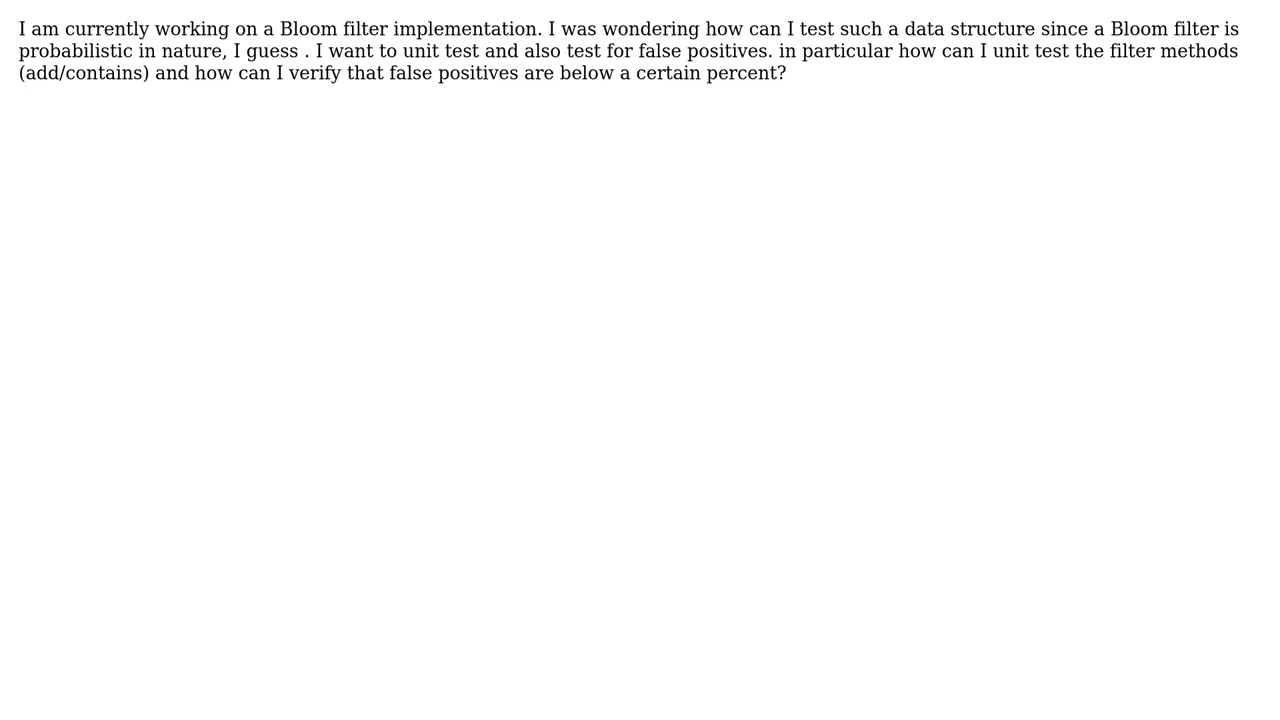 I am currently working on a Bloom filter implementation. I was wondering how can I test such a data structure since a Bloom filter is
probabilistic in nature, I guess . I want to unit test and also test for false positives. in particular how can I unit test the filter methods
(add/contains) and how can I verify that false positives are below a certain percent?